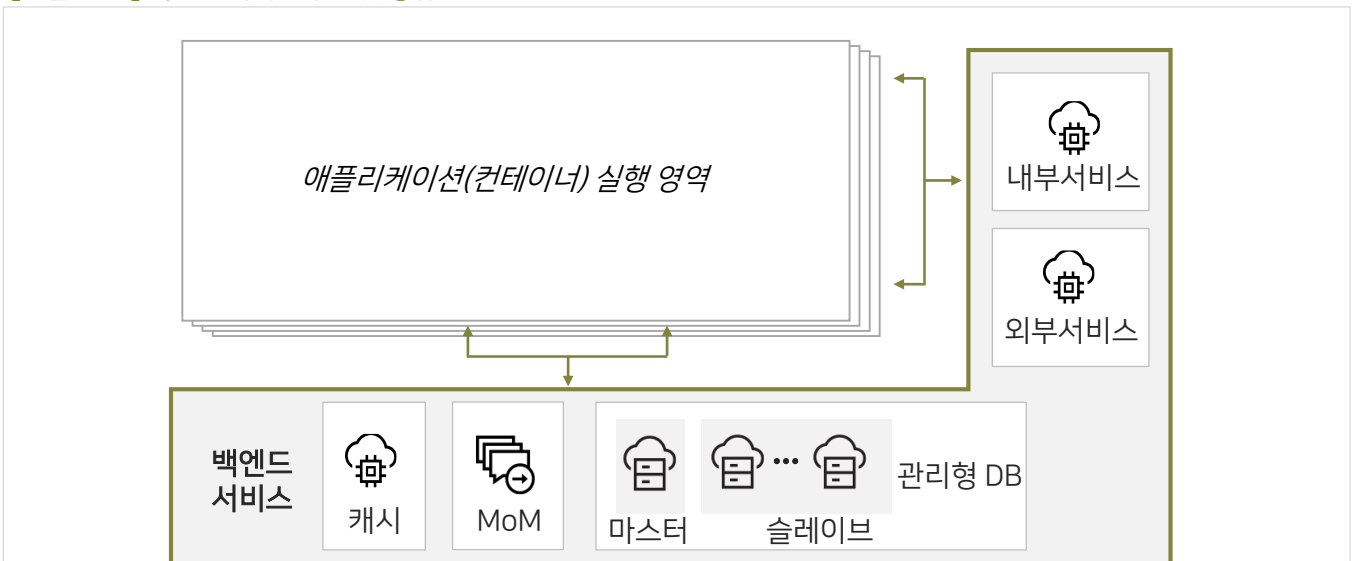 애플리케이션(컨테이너) 실행 영역
내부서비스
외부서비스
백엔드
서비스
캐시
MoM
마스터
슬레이브
관리형 DB